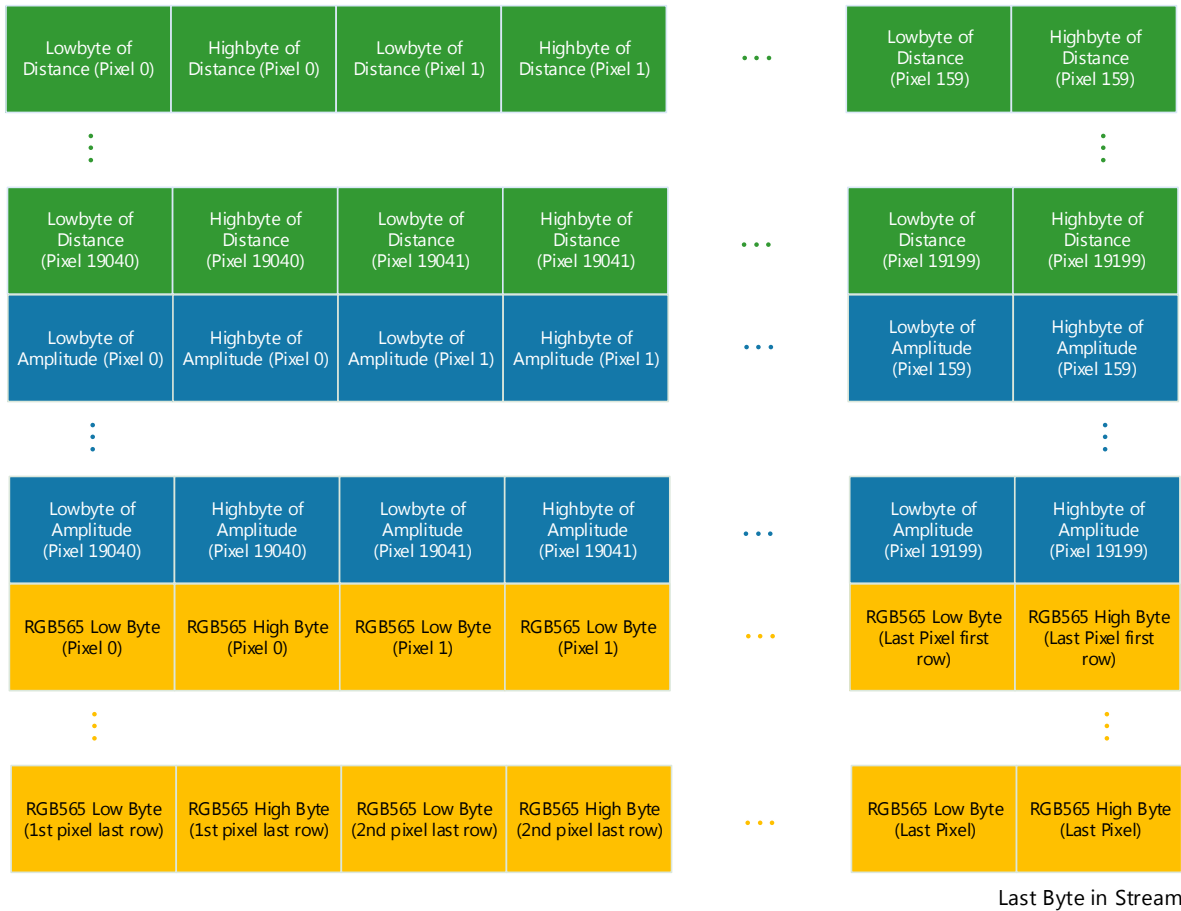 Lowbyte of
Distance (Pixel 0)
Highbyte of
Distance (Pixel 0)
Lowbyte of
Distance (Pixel 1)
Highbyte of
Distance (Pixel 1)
Lowbyte of
Distance
(Pixel 159)
Highbyte of
Distance
(Pixel 159)
Lowbyte of
Distance
(Pixel 19040)
Highbyte of
Distance
(Pixel 19040)
Lowbyte of
Distance
(Pixel 19041)
Highbyte of
Distance
(Pixel 19041)
Lowbyte of
Distance
(Pixel 19199)
Highbyte of
Distance
(Pixel 19199)
Lowbyte of
Amplitude (Pixel 0)
Highbyte of
Amplitude (Pixel 0)
Lowbyte of
Amplitude (Pixel 1)
Highbyte of
Amplitude (Pixel 1)
Lowbyte of
Amplitude
(Pixel 159)
Highbyte of
Amplitude
(Pixel 159)
Lowbyte of
Amplitude
(Pixel 19040)
Highbyte of
Amplitude
(Pixel 19040)
Lowbyte of
Amplitude
(Pixel 19041)
Highbyte of
Amplitude
(Pixel 19041)
Lowbyte of
Amplitude
(Pixel 19199)
Highbyte of
Amplitude
(Pixel 19199)
RGB565 Low Byte
(Pixel 0)
RGB565 High Byte
(Pixel 0)
RGB565 Low Byte
(Pixel 1)
RGB565 Low Byte
(Pixel 1)
RGB565 Low Byte
(Last Pixel first
row)
RGB565 High Byte
(Last Pixel first
row)
RGB565 Low Byte
(1st pixel last row)
RGB565 High Byte
(1st pixel last row)
RGB565 Low Byte
(2nd pixel last row)
RGB565 High Byte
(2nd pixel last row)
RGB565 Low Byte
(Last Pixel)
RGB565 High Byte
(Last Pixel)
Last Byte in Stream